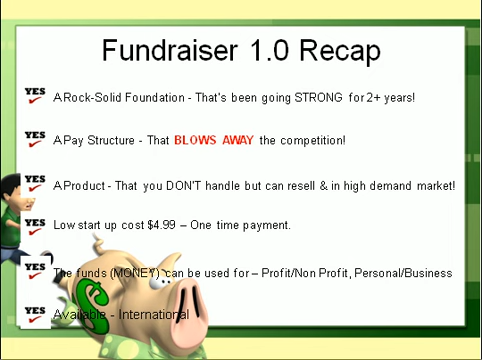 Fundraiser 1.0 Recap
YES A Rock-Solid Foundation - That's been going STRONG for 2+ years!
YES A Pay Structure - That BLOWS AWAY the competition!
YES A Product - That you DON'T handle but can resell & in high demand market!
YES Low start up cost $4.99 – One time payment.
YES The funds (MONEY) can be used for – Profit/Non Profit, Personal/Business
YES Available - International